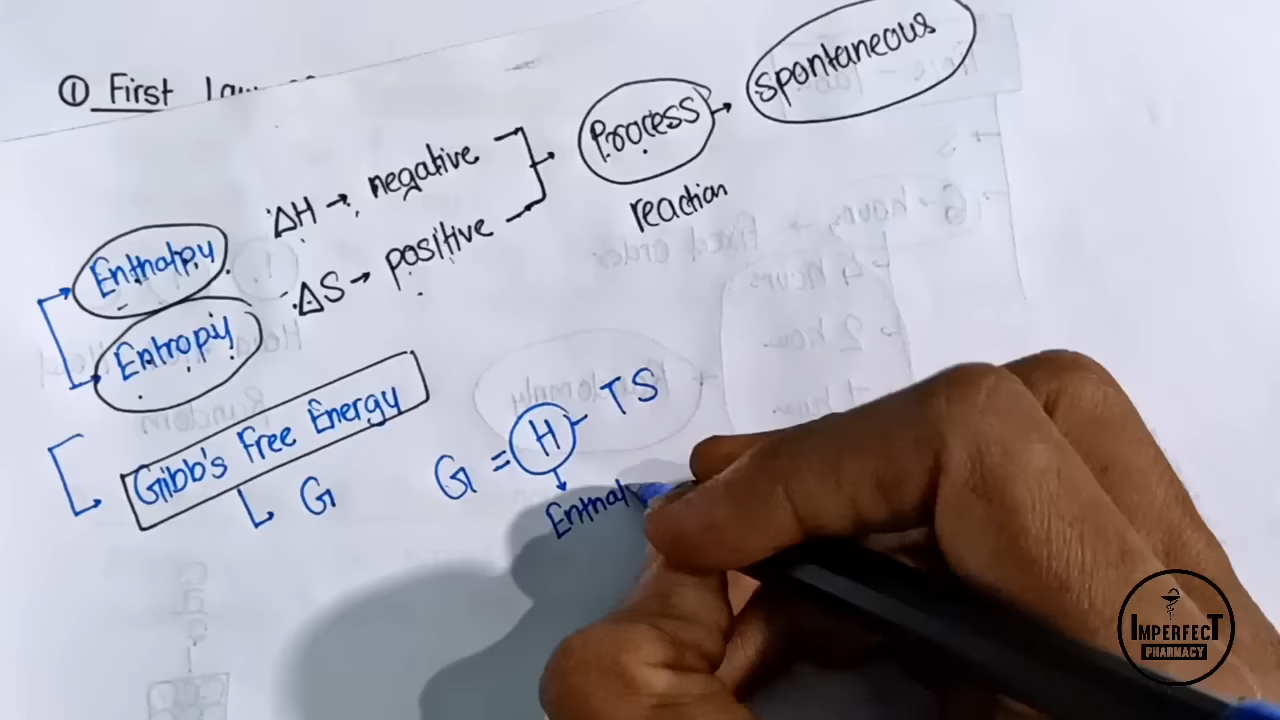 ① First
ΔH → negative
ΔS → positive
Process → spontaneous
reaction
Enthalpy
Entropy
Gibb's Free Energy
G
G = H - TS
Enthal
IMPERFECT
PHARMACY